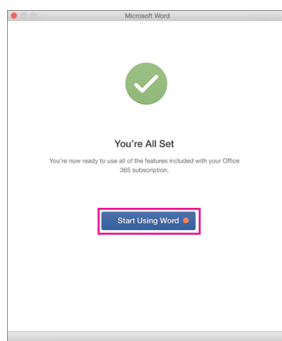 Microsoft Word
You're All Set
You're now ready to use all of the features included with your Office
365 subscription.
Start Using Word